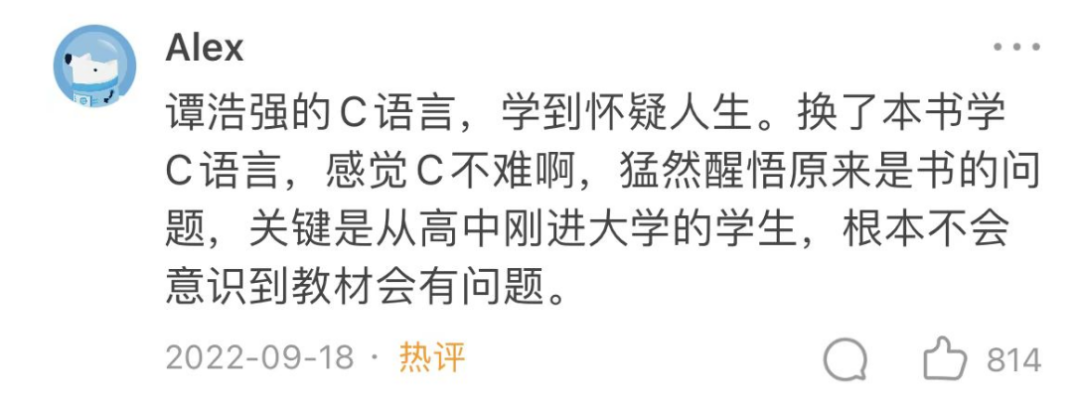 Alex
谭浩强的C语言，学到怀疑人生。换了本书学
C语言，感觉C不难啊，猛然醒悟原来是书的问
题，关键是从高中刚进大学的学生，根本不会
意识到教材会有问题。
2022-09-18 · 热评
814